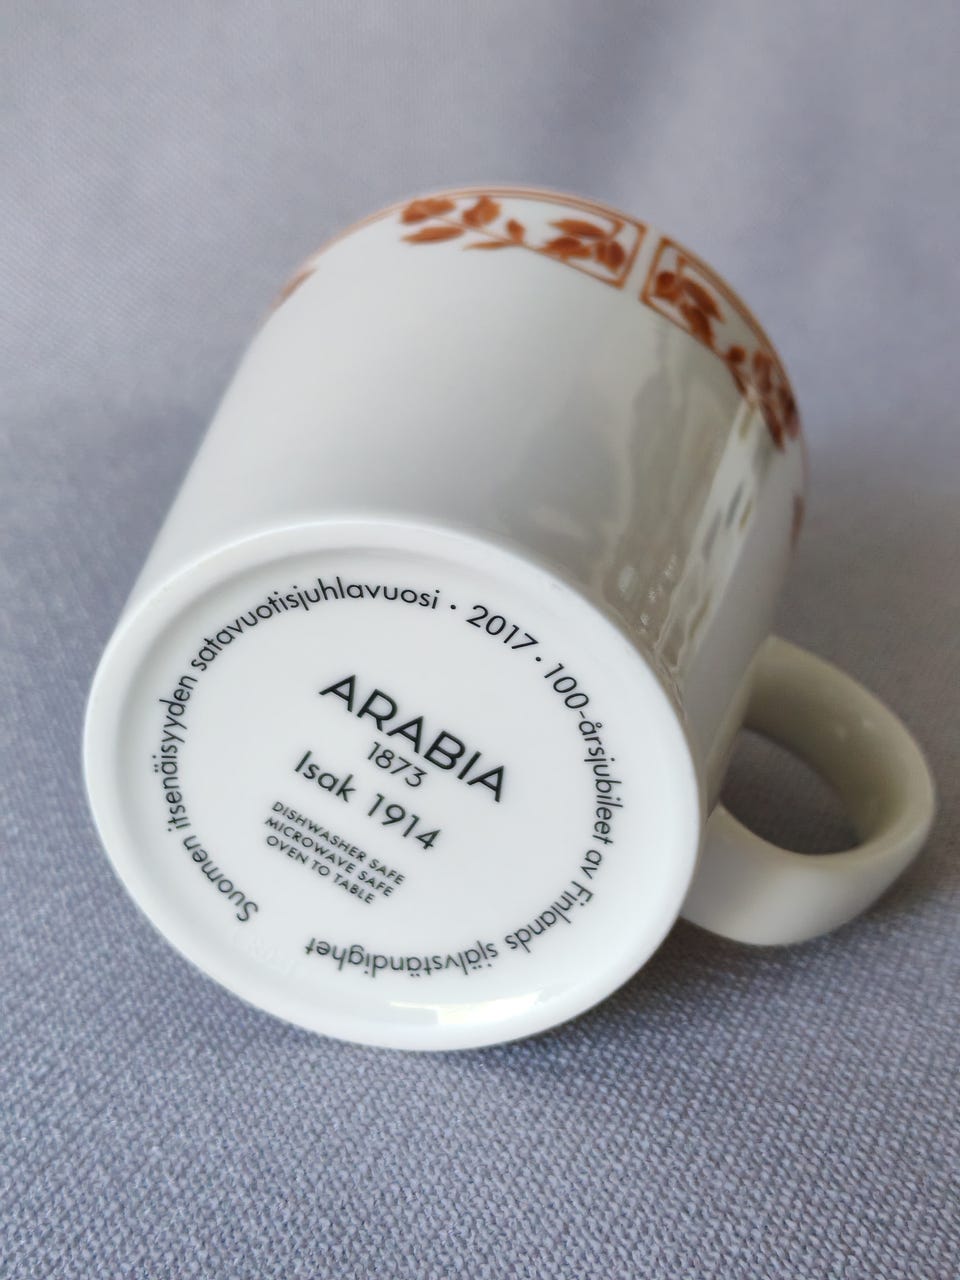 Suomen itsenäisyyden satavuotisjuhlavuosi · 2017 · 100-årsjubileet av Finlands självständighet
ARABIA
1873
Isak 1914
DISHWASHER SAFE
MICROWAVE SAFE
OVEN TO TABLE